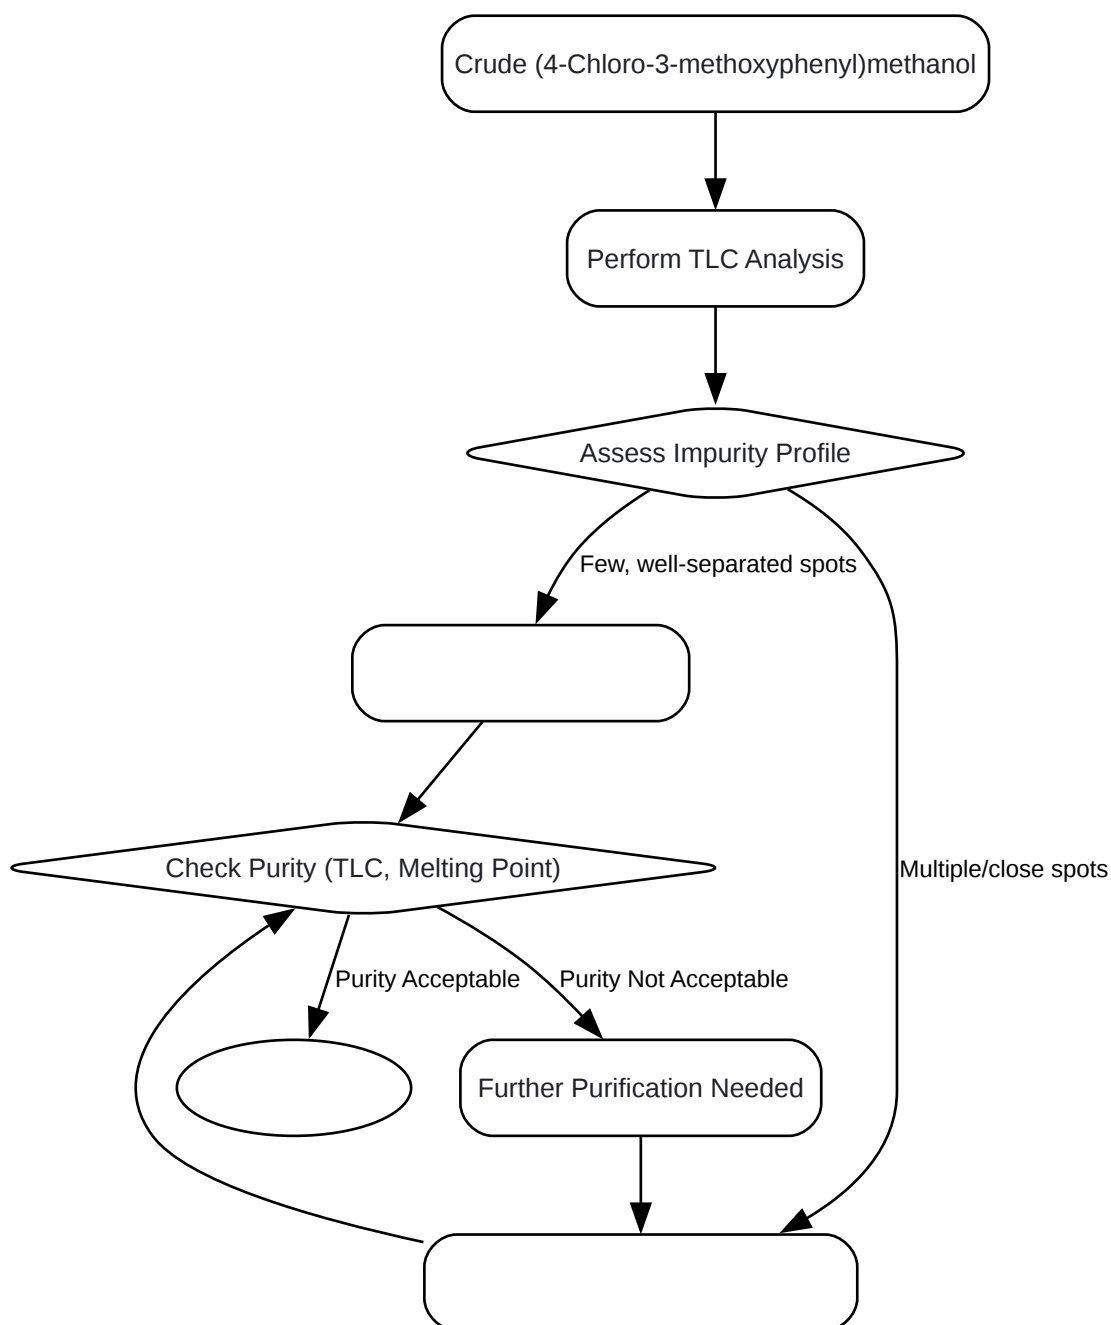 Crude (4-Chloro-3-methoxyphenyl)methanol
Perform TLC Analysis
Assess Impurity Profile
Few, well-separated spots
Check Purity (TLC, Melting Point)
Multiple/close spots
Purity Acceptable
Purity Not Acceptable
Further Purification Needed